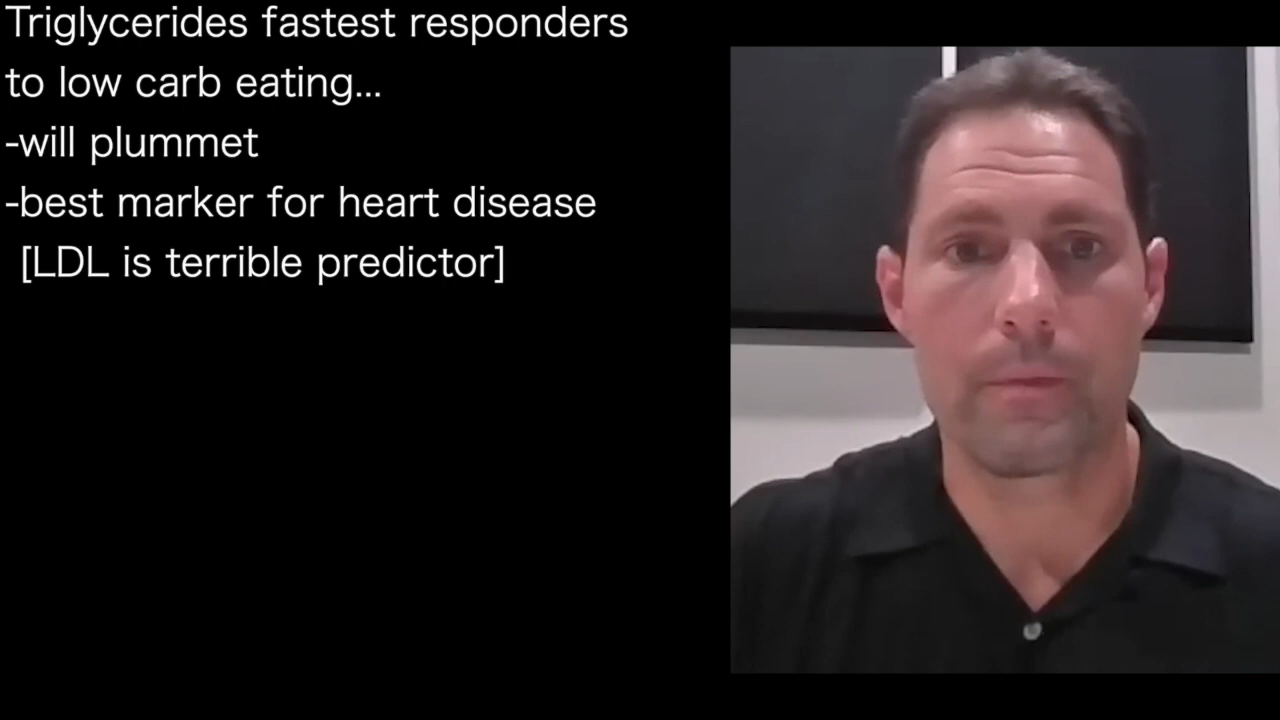 Triglycerides fastest responders
to low carb eating...
-will plummet
-best marker for heart disease
[LDL is terrible predictor]